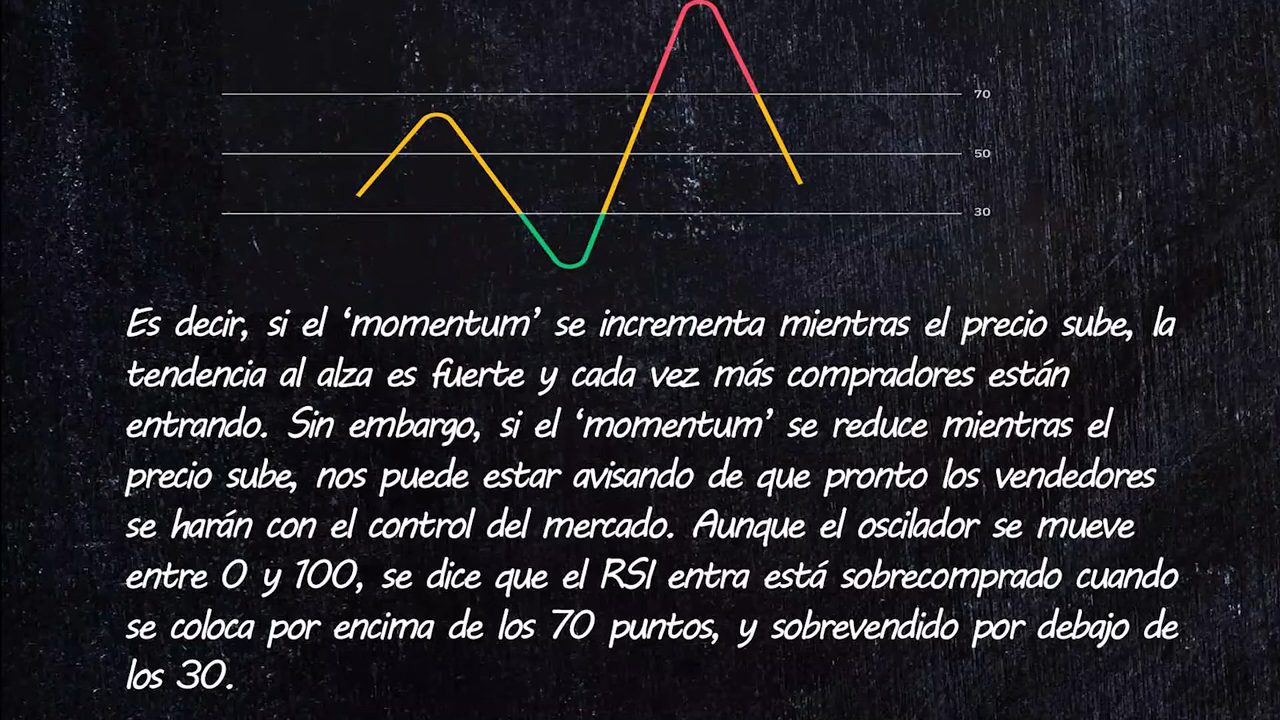 70
50
30
Es decir, si el ‘momentum’ se incrementa mientras el precio sube, la
tendencia al alza es fuerte y cada vez más compradores están
entrando. Sin embargo, si el ‘momentum’ se reduce mientras el
precio sube, nos puede estar avisando de que pronto los vendedores
se harán con el control del mercado. Aunque el oscilador se mueve
entre 0 y 100, se dice que el RSI entra está sobrecomprado cuando
se coloca por encima de los 70 puntos, y sobrevendido por debajo de
los 30.